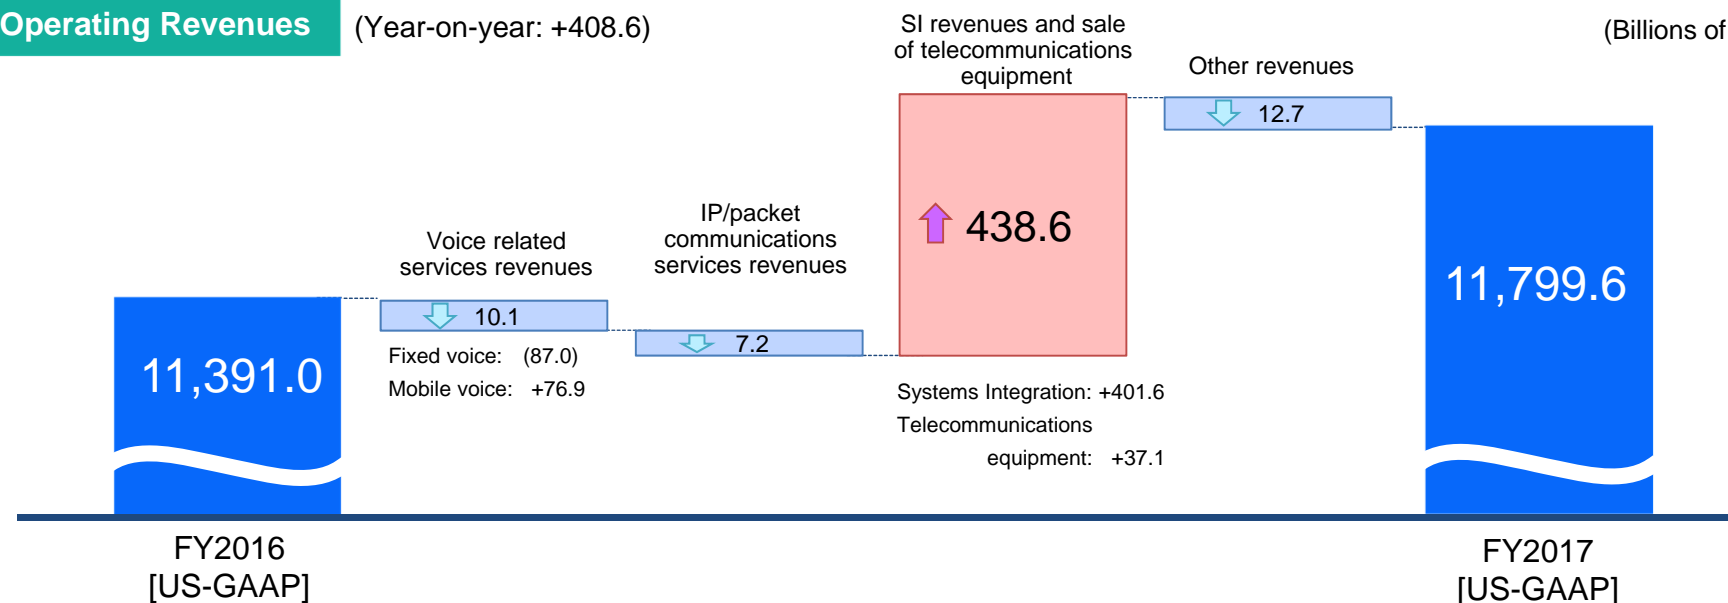 Operating Revenues
(Year-on-year: +408.6)
(Billions of
SI revenues and sale
of telecommunications
equipment
Other revenues
12.7
438.6
IP/packet
communications
services revenues
Voice related
services revenues
10.1
7.2
Fixed voice: (87.0)
Mobile voice: +76.9
Systems Integration: +401.6
Telecommunications
equipment: +37.1
11,391.0
11,799.6
FY2016
[US-GAAP]
FY2017
[US-GAAP]